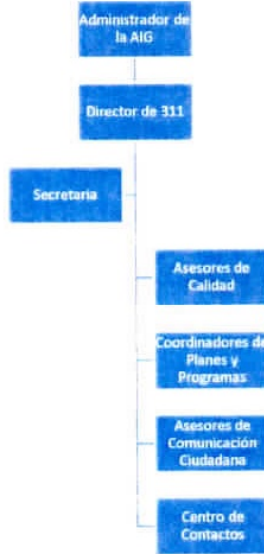 Administrador de
la AIG
Director de 311
Secretaria
Asesores de
Calidad
Coordinadores de
Planes y
Programas
Asesores de
Comunicación
Ciudadana
Centro de
Contactos